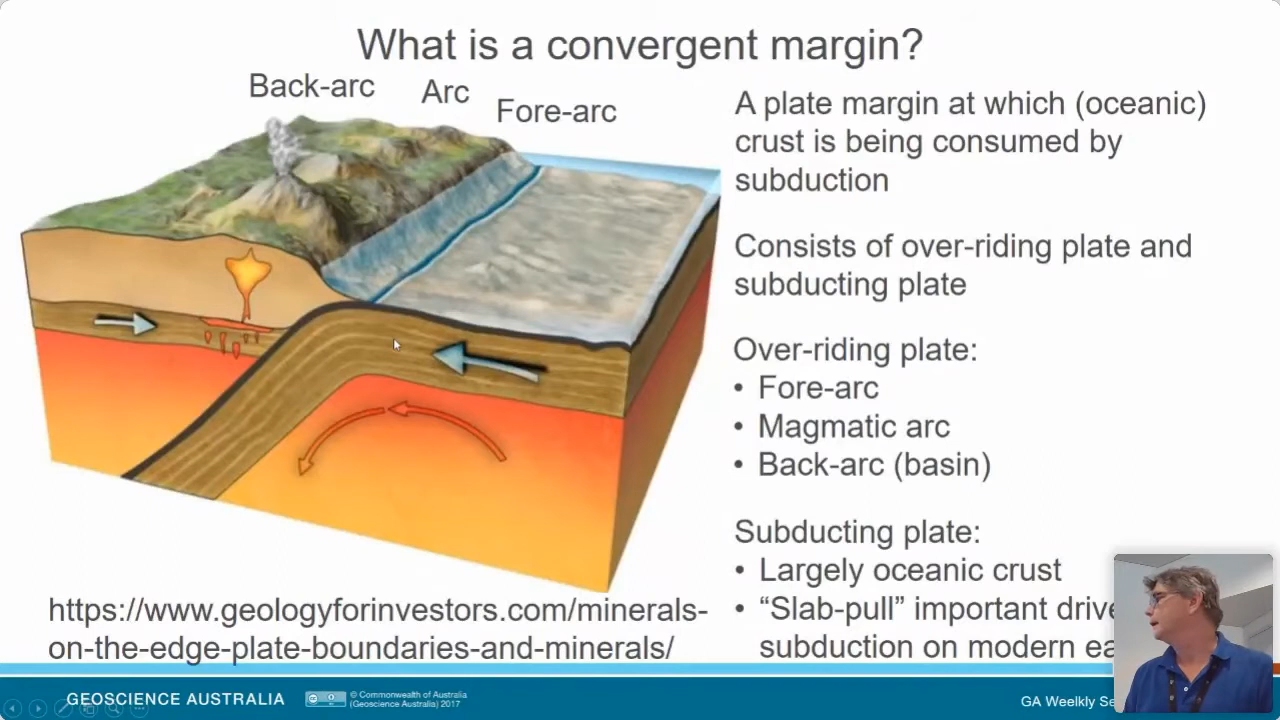 What is a convergent margin?
Back-arc
Arc
Fore-arc
A plate margin at which (oceanic)
crust is being consumed by
subduction
Consists of over-riding plate and
subducting plate
Over-riding plate:
• Fore-arc
• Magmatic arc
• Back-arc (basin)
Subducting plate:
• Largely oceanic crust
• “Slab-pull” important
subduction on modern
https://www.geologyforinvestors.com/minerals-
on-the-edge-plate-boundaries-and-minerals/
GEOSCIENCE AUSTRALIA
© Commonwealth of Australia
(Geoscience Australia) 2017
GA Weelkly